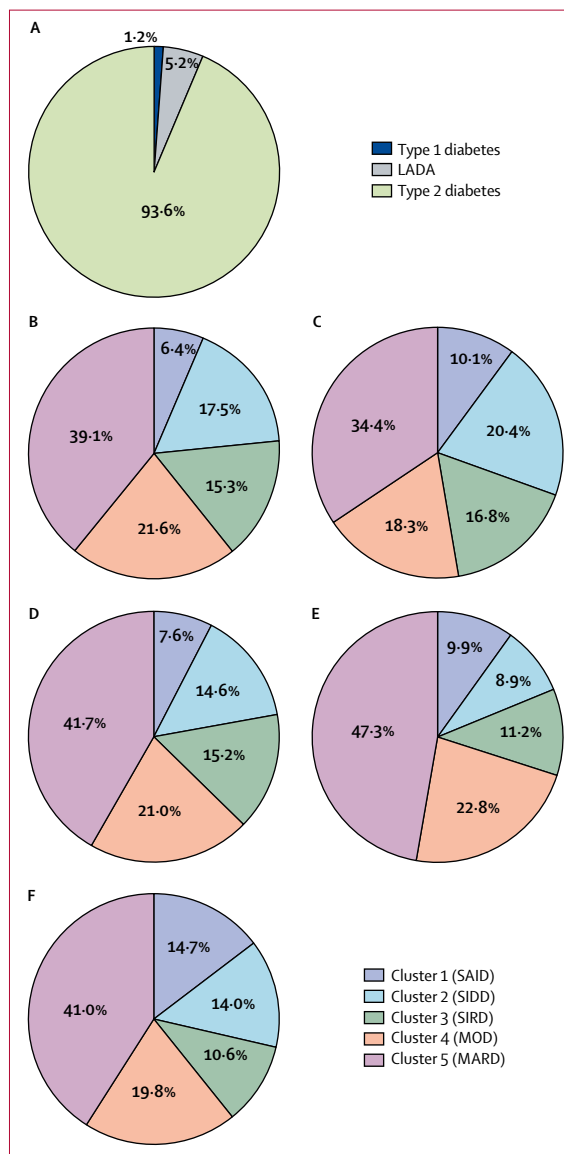 A
1·2%
5·2%
93·6%
Type 1 diabetes
LADA
Type 2 diabetes
B
6·4%
17·5%
15·3%
21·6%
39·1%
C
10·1%
20·4%
16·8%
18·3%
34·4%
D
7·6%
14·6%
15·2%
21·0%
41·7%
E
9·9%
8·9%
11·2%
22·8%
47·3%
F
14·7%
14·0%
10·6%
19·8%
41·0%
Cluster 1 (SAID)
Cluster 2 (SIDD)
Cluster 3 (SIRD)
Cluster 4 (MOD)
Cluster 5 (MARD)